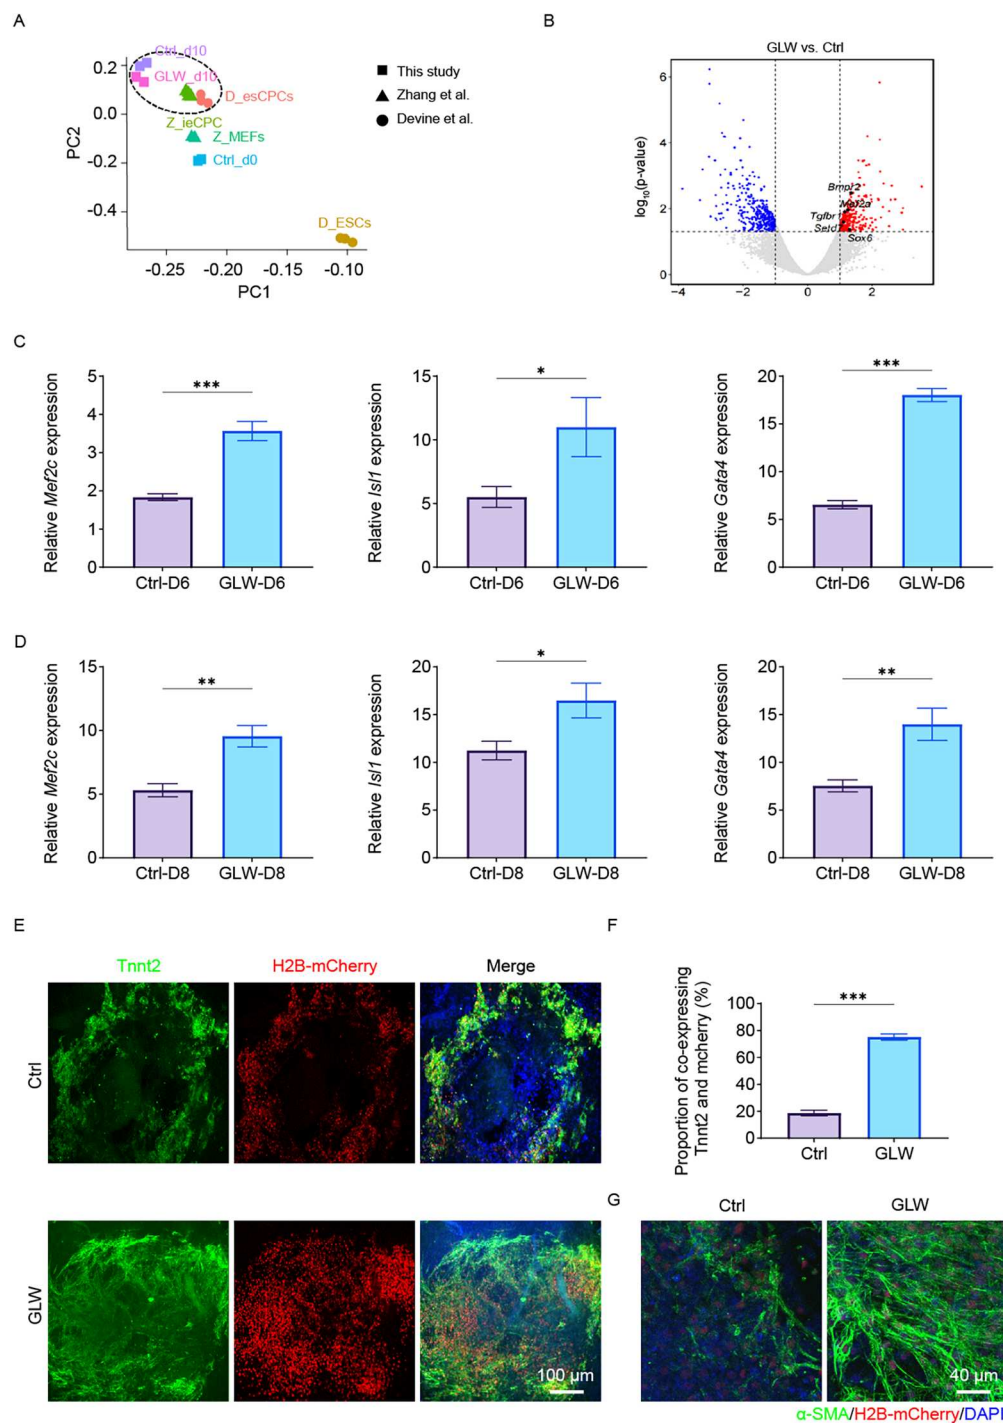 A
Ctrl_d10
GLW_d10
D_esCPCs
Z_ieCPC
Z_MEFs
Ctrl_d0
D_ESCs
0.2
0.0
-0.2
-0.4
PC2
-0.25
-0.20
-0.15
-0.10
PC1
This study
Zhang et al.
Devine et al.
B
GLW vs. Ctrl
6
4
2
0
log10(p-value)
Bmpr2
Mef2a
Tgfbr1
Sox6
−4
−2
0
2
C
Relative Mef2c expression
5
4
3
2
1
0
***
Ctrl-D6
GLW-D6
Relative Isl1 expression
15
10
5
0
*
Ctrl-D6
GLW-D6
Relative Gata4 expression
20
15
10
5
0
***
Ctrl-D6
GLW-D6
D
Relative Mef2c expression
15
10
5
0
**
Ctrl-D8
GLW-D8
Relative Isl1 expression
20
15
10
5
0
*
Ctrl-D8
GLW-D8
Relative Gata4 expression
20
15
10
5
0
**
Ctrl-D8
GLW-D8
E
Tnnt2
H2B-mCherry
Merge
Ctrl
GLW
100 μm
F
Proportion of co-expressing
Tnnt2 and mcherry (%)
100
80
60
40
20
0
***
Ctrl
GLW
G
Ctrl
GLW
40 μm
α-SMA/H2B-mCherry/DAPI